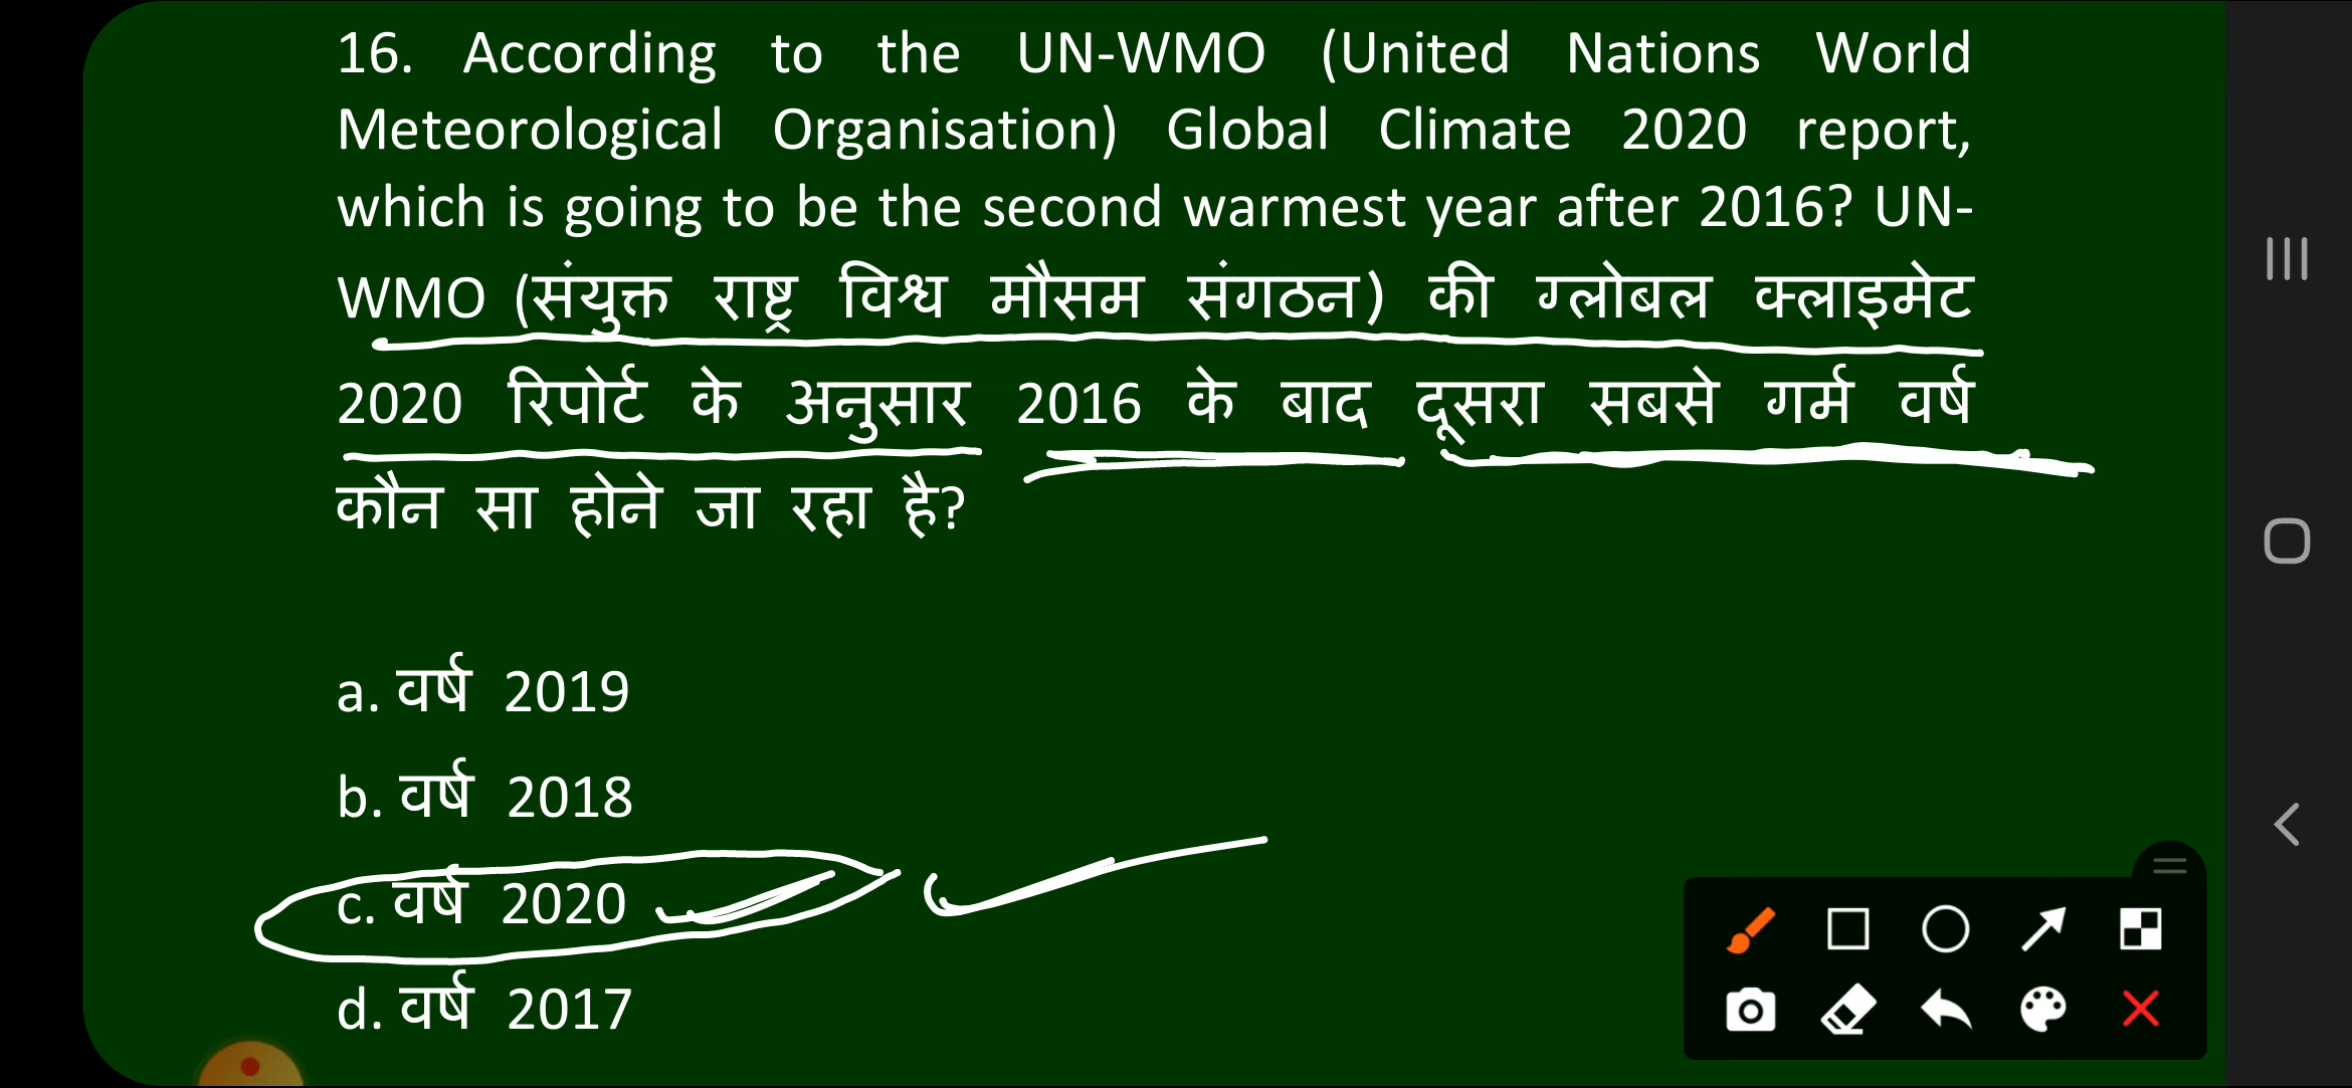 16. According to the UN-WMO (United Nations World
Meteorological Organisation) Global Climate 2020 report,
which is going to be the second warmest year after 2016? UN-
WMO (संयुक्त राष्ट्र विश्व मौसम संगठन) की ग्लोबल क्लाइमेट
2020 रिपोर्ट के अनुसार 2016 के बाद दूसरा सबसे गर्म वर्ष
कौन सा होने जा रहा है?
a. वर्ष 2019
b. वर्ष 2018
c. वर्ष 2020
d. वर्ष 2017